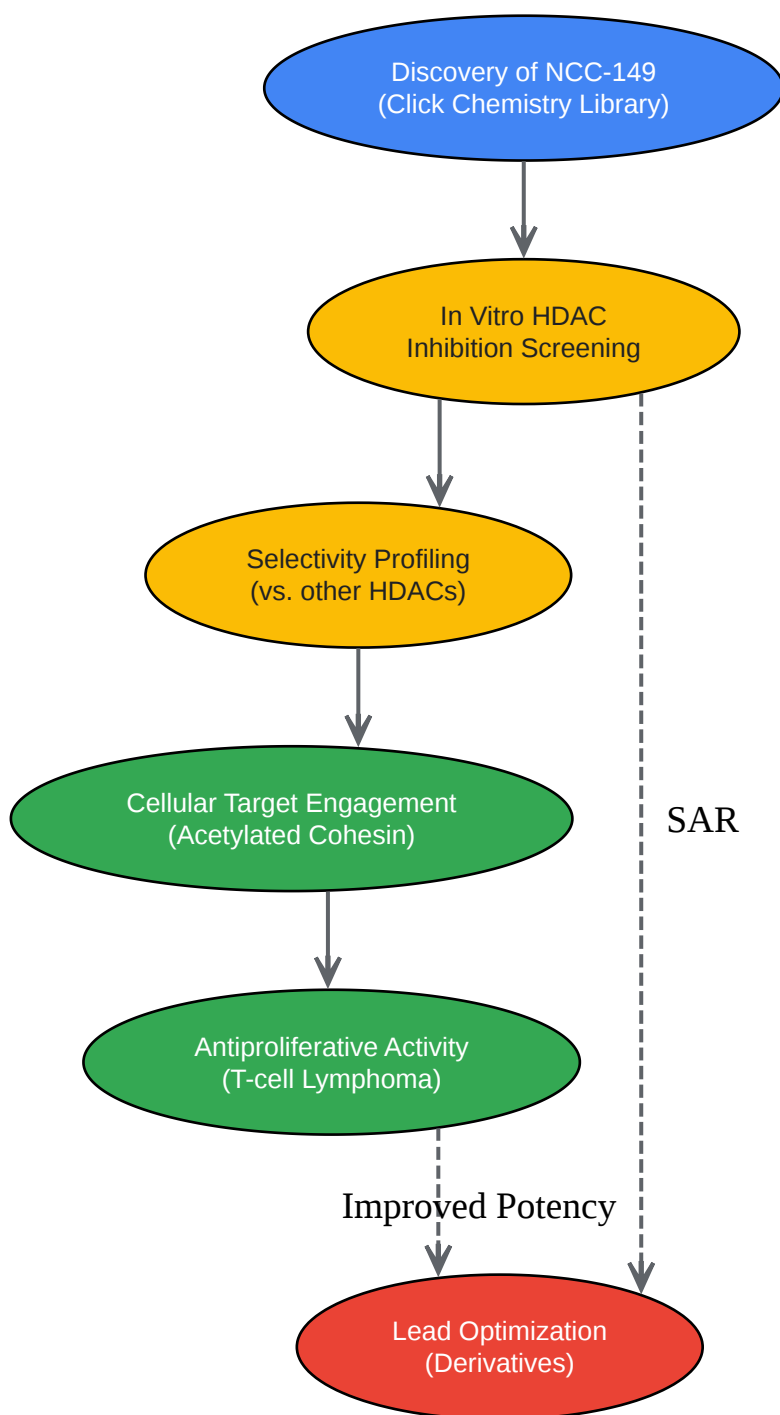 Discovery of NCC-149
(Click Chemistry Library)
In Vitro HDAC
Inhibition Screening
Selectivity Profiling
(vs. other HDACs)
Cellular Target Engagement
(Acetylated Cohesin)
SAR
Antiproliferative Activity
(T-cell Lymphoma)
Improved Potency
Lead Optimization
(Derivatives)